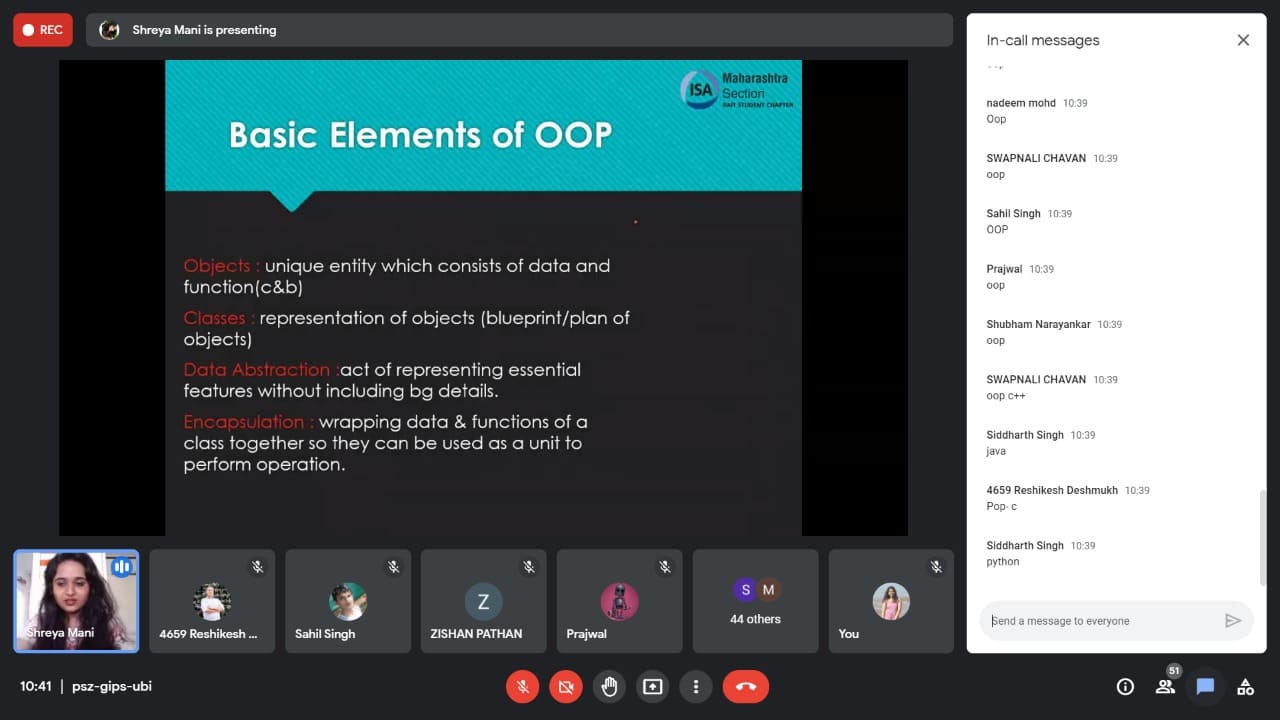 REC
Shreya Mani is presenting
ISA
Maharashtra
Section
RAIT STUDENT CHAPTER
Basic Elements of OOP
Objects : unique entity which consists of data and
function(c&b)
Classes : representation of objects (blueprint/plan of
objects)
Data Abstraction :act of representing essential
features without including bg details.
Encapsulation : wrapping data & functions of a
class together so they can be used as a unit to
perform operation.
Shreya Mani
4659 Reshikesh ...
Sahil Singh
Z
ZISHAN PATHAN
Prajwal
S M
44 others
You
10:41 | psz-gips-ubi
51
In-call messages
nadeem mohd 10:39
Oop
SWAPNALI CHAVAN 10:39
oop
Sahil Singh 10:39
OOP
Prajwal 10:39
oop
Shubham Narayankar 10:39
oop
SWAPNALI CHAVAN 10:39
oop c++
Siddharth Singh 10:39
java
4659 Reshikesh Deshmukh 10:39
Pop- c
Siddharth Singh 10:39
python
Send a message to everyone